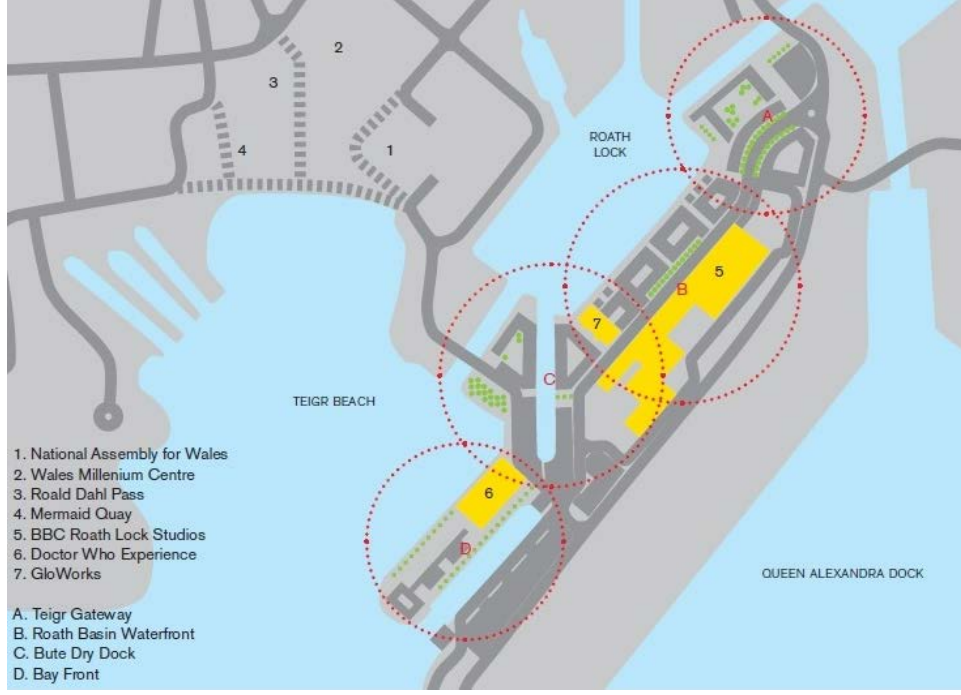 2
A
3
ROATH
LOCK
4
1
5
B
7
C
TEIGR BEACH
1. National Assembly for Wales
2. Wales Millenium Centre
3. Roald Dahl Pass
4. Mermaid Quay
5. BBC Roath Lock Studios
6. Doctor Who Experience
7. GloWorks
6
D
QUEEN ALEXANDRA DOCK
A. Teigr Gateway
B. Roath Basin Waterfront
C. Bute Dry Dock
D. Bay Front